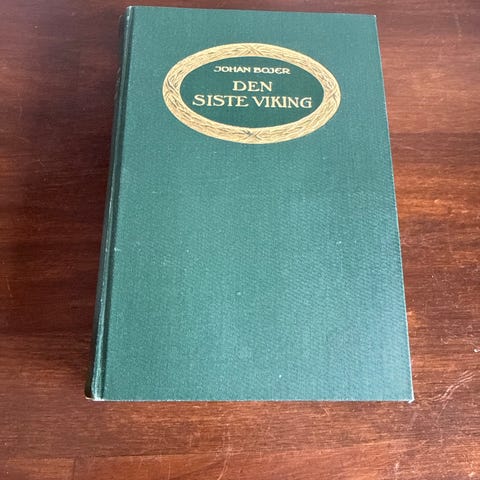 JOHAN BOJER
DEN
SISTE VIKING